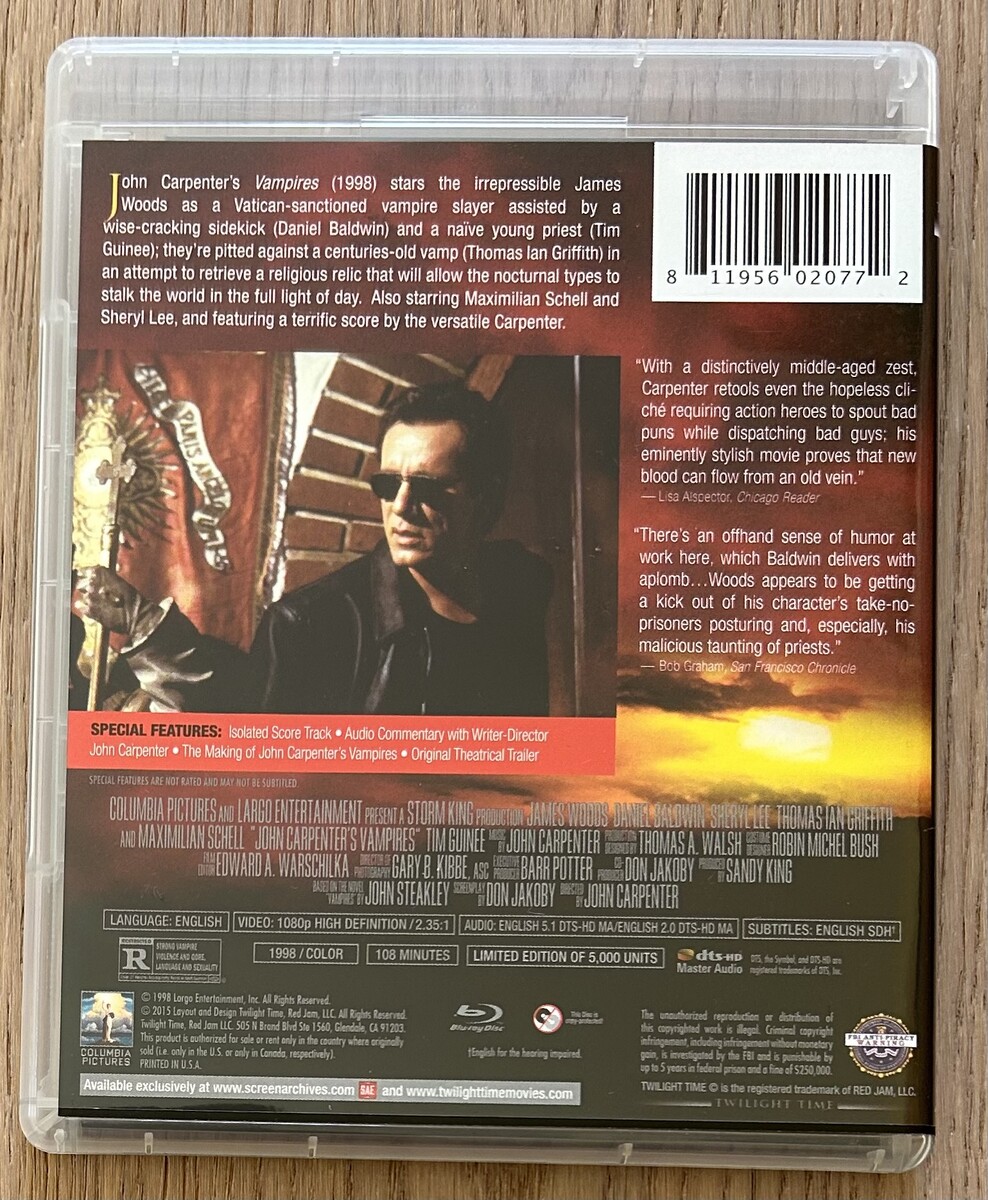 John Carpenter's Vampires (1998) stars the irrepressible James
Woods as a Vatican-sanctioned vampire slayer assisted by a
wise-cracking sidekick (Daniel Baldwin) and a naïve young priest (Tim
Guinee); they're pitted against a centuries-old vamp (Thomas Ian Griffith) in
an attempt to retrieve a religious relic that will allow the nocturnal types to
stalk the world in the full light of day. Also starring Maximilian Schell and
Sheryl Lee, and featuring a terrific score by the versatile Carpenter.
8 11956 02077 2
"With a distinctively middle-aged zest,
Carpenter retools even the hopeless cli-
ché requiring action heroes to spout bad
puns while dispatching bad guys; his
eminently stylish movie proves that new
blood can flow from an old vein."
— Lisa Alspector, Chicago Reader
"There's an offhand sense of humor at
work here, which Baldwin delivers with
aplomb…Woods appears to be getting
a kick out of his character's take-no-
prisoners posturing and, especially, his
malicious taunting of priests."
— Bob Graham, San Francisco Chronicle
SPECIAL FEATURES: Isolated Score Track • Audio Commentary with Writer-Director
John Carpenter • The Making of John Carpenter's Vampires • Original Theatrical Trailer
SPECIAL FEATURES ARE NOT RATED AND MAY NOT BE SUBTITLED
COLUMBIA PICTURES AND LARGO ENTERTAINMENT PRESENT A STORM KING PRODUCTION JAMES WOODS DANIEL BALDWIN SHERYL LEE THOMAS IAN GRIFFITH
AND MAXIMILIAN SCHELL "JOHN CARPENTER'S VAMPIRES" TIM GUINEE MUSIC BY JOHN CARPENTER PRODUCTION DESIGNED BY THOMAS A. WALSH COSTUME DESIGNER ROBIN MICHEL BUSH
FILM EDITOR EDWARD A. WARSCHILKA DIRECTOR OF PHOTOGRAPHY GARY B. KIBBE, ASC EXECUTIVE PRODUCER BARR POTTER CO-PRODUCER DON JAKOBY PRODUCED BY SANDY KING
BASED ON THE NOVEL "VAMPIRES" BY JOHN STEAKLEY SCREENPLAY BY DON JAKOBY DIRECTED BY JOHN CARPENTER
LANGUAGE: ENGLISH
VIDEO: 1080p HIGH DEFINITION / 2.35:1
AUDIO: ENGLISH 5.1 DTS-HD MA/ENGLISH 2.0 DTS-HD MA
SUBTITLES: ENGLISH SDH†
RESTRICTED
R
STRONG VAMPIRE
VIOLENCE AND GORE,
LANGUAGE AND SEXUALITY
1998 / COLOR
108 MINUTES
LIMITED EDITION OF 5,000 UNITS
dts-HD
Master Audio
DTS, the Symbol, and DTS-HD are
registered trademarks of DTS, Inc.
COLUMBIA
PICTURES
© 1998 Largo Entertainment, Inc. All Rights Reserved.
© 2015 Layout and Design Twilight Time, Red Jam, LLC. All Rights Reserved.
Twilight Time, Red Jam LLC. 505 N Brand Blvd Ste 1560, Glendale, CA 91203.
This product is authorized for sale or rent only in the country where originally
sold (i.e. only in the U.S. or only in Canada, respectively).
PRINTED IN U.S.A.
Blu-ray Disc
This Disc is
copy-protected!
†English for the hearing impaired.
The unauthorized reproduction or distribution of
this copyrighted work is illegal. Criminal copyright
infringement, including infringement without monetary
gain, is investigated by the FBI and is punishable by
up to 5 years in federal prison and a fine of $250,000.
FBI ANTI-PIRACY
WARNING
Available exclusively at www.screenarchives.com SAE and www.twilighttimemovies.com
TWILIGHT TIME © is the registered trademark of RED JAM, LLC.
TWILIGHT TIME